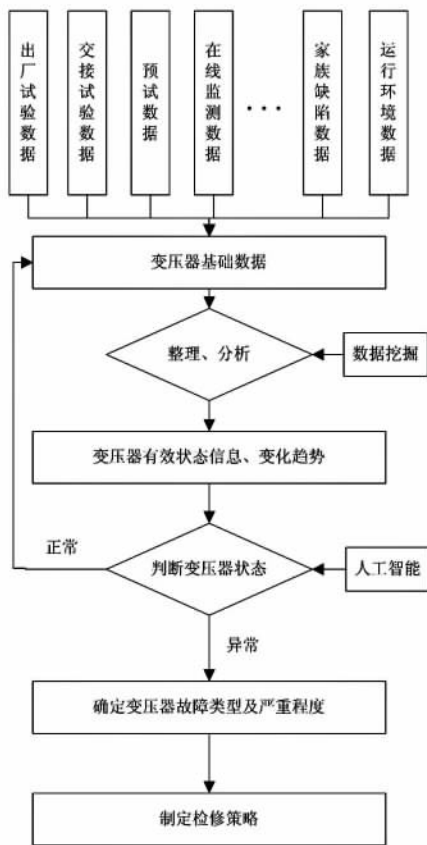 出厂试验数据
交接试验数据
预试数据
在线监测数据
...
家族缺陷数据
运行环境数据
变压器基础数据
整理、分析
数据挖掘
变压器有效状态信息、变化趋势
正常
判断变压器状态
人工智能
异常
确定变压器故障类型及严重程度
制定检修策略